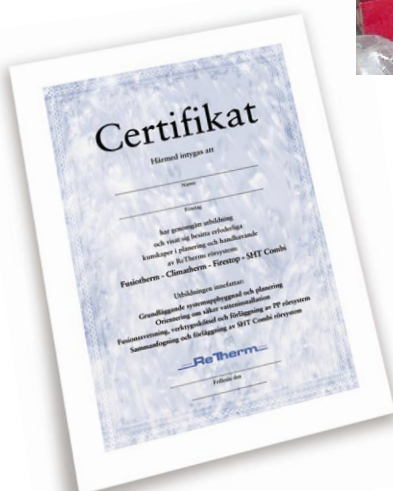 Certifikat
Härmed intygas att
Namn
Företag
har genomgått utbildning
och visat sig besitta erforderliga
kunskaper i planering och handhavande
av ReTherms rörsystem
Fusiotherm - Climatherm - Firestop - SHT Combi
Utbildningen innefattar:
Grundläggande systemuppbyggnad och planering
Orientering om säker vatteninstallation
Fusionssvetsning, verktygsskötsel och förläggning av PP rörsystem
Sammanfogning och förläggning av SHT Combi rörsystem
ReTherm
Frillesås den